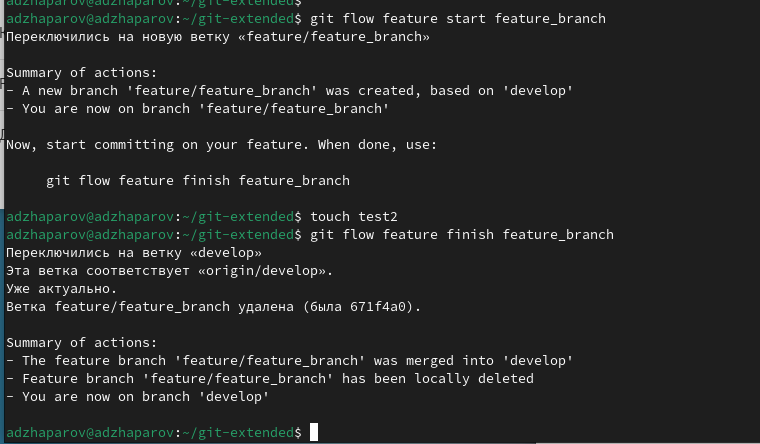 adzhaparov@adzhaparov:~/git-extended$
adzhaparov@adzhaparov:~/git-extended$ git flow feature start feature_branch
Переключились на новую ветку «feature/feature_branch»
Summary of actions:
- A new branch 'feature/feature_branch' was created, based on 'develop'
- You are now on branch 'feature/feature_branch'
Now, start committing on your feature. When done, use:
git flow feature finish feature_branch
adzhaparov@adzhaparov:~/git-extended$ touch test2
adzhaparov@adzhaparov:~/git-extended$ git flow feature finish feature_branch
Переключились на ветку «develop»
Эта ветка соответствует «origin/develop».
Уже актуально.
Ветка feature/feature_branch удалена (была 671f4a0).
Summary of actions:
- The feature branch 'feature/feature_branch' was merged into 'develop'
- Feature branch 'feature/feature_branch' has been locally deleted
- You are now on branch 'develop'
adzhaparov@adzhaparov:~/git-extended$